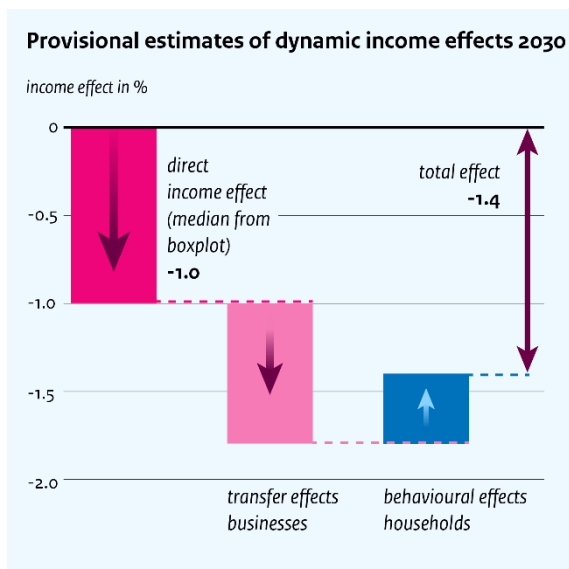 Provisional estimates of dynamic income effects 2030
income effect in %
0
-0.5
-1.0
-1.5
-2.0
direct
income effect
(median from
boxplot)
-1.0
total effect
-1.4
transfer effects
businesses
behavioural effects
households